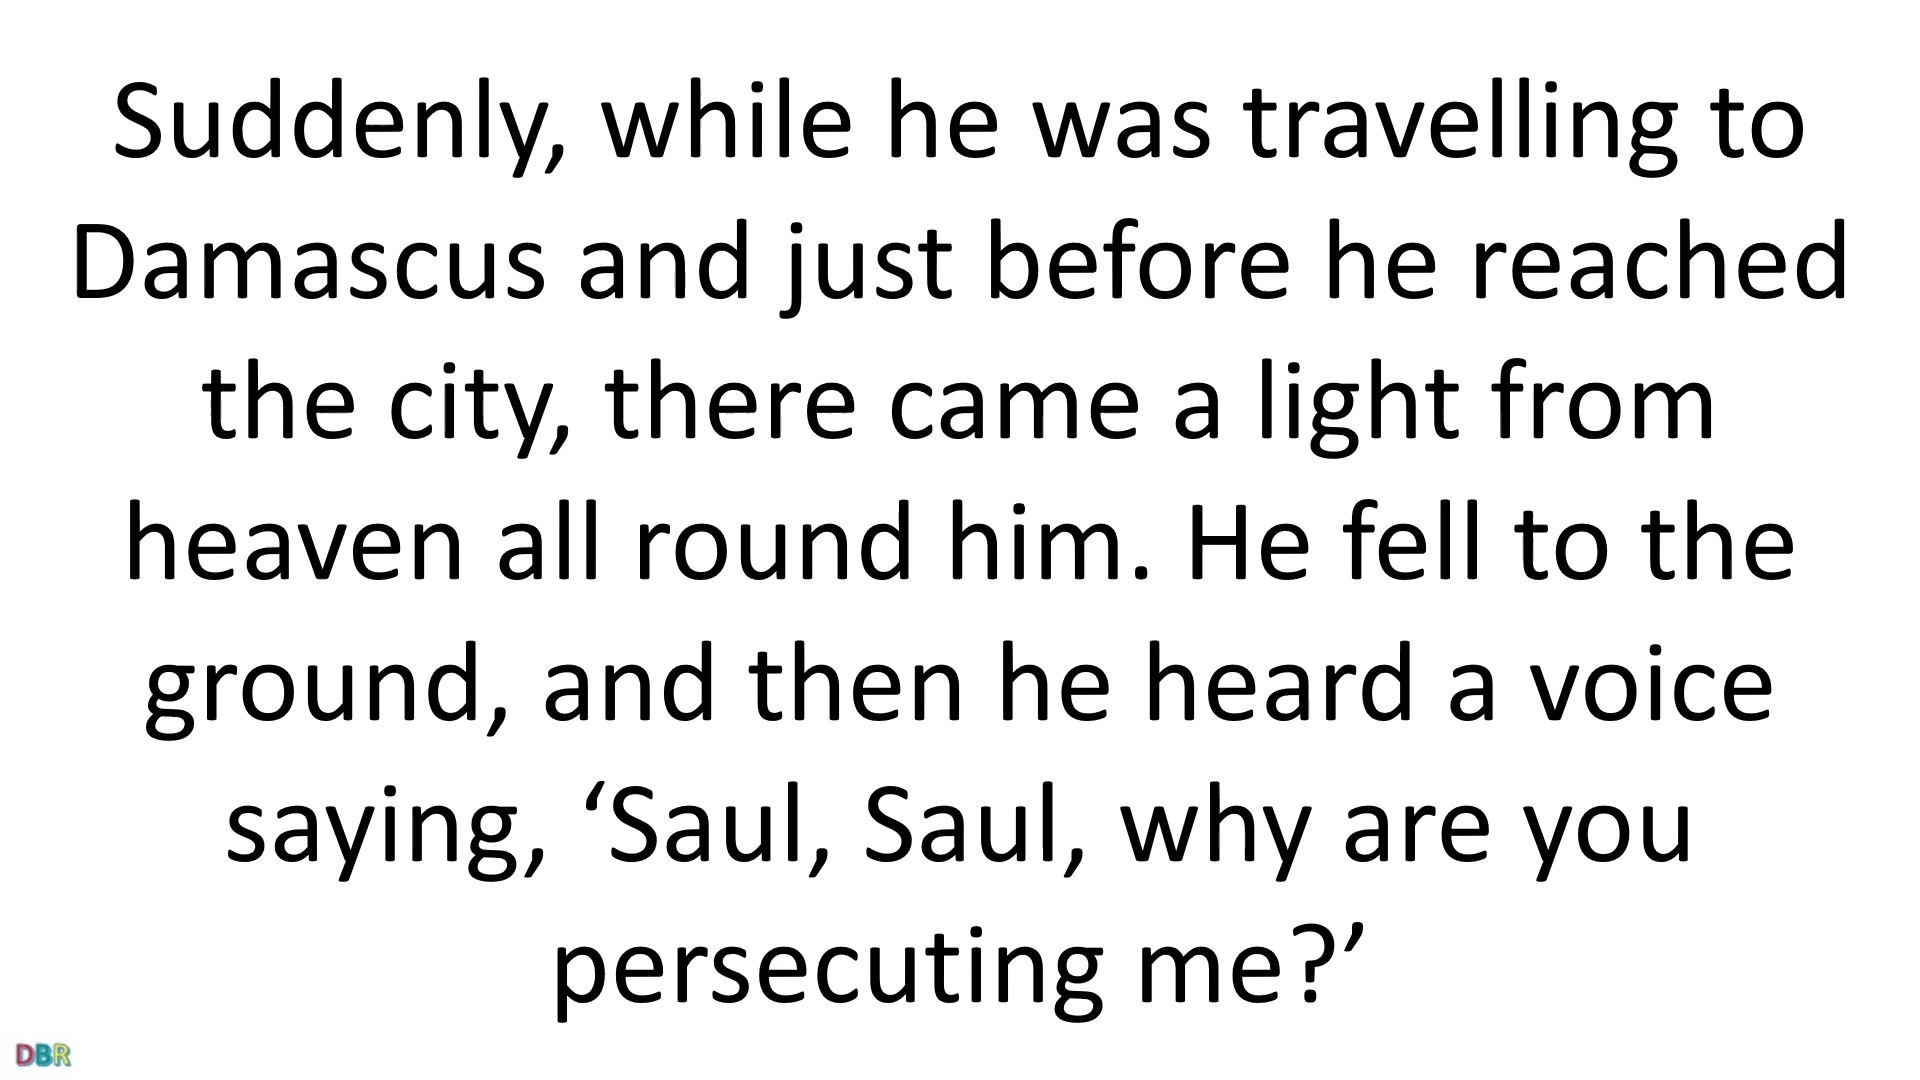 Suddenly, while he was travelling to
Damascus and just before he reached
the city, there came a light from
heaven all round him. He fell to the
ground, and then he heard a voice
saying, ‘Saul, Saul, why are you
persecuting me?’
DBR